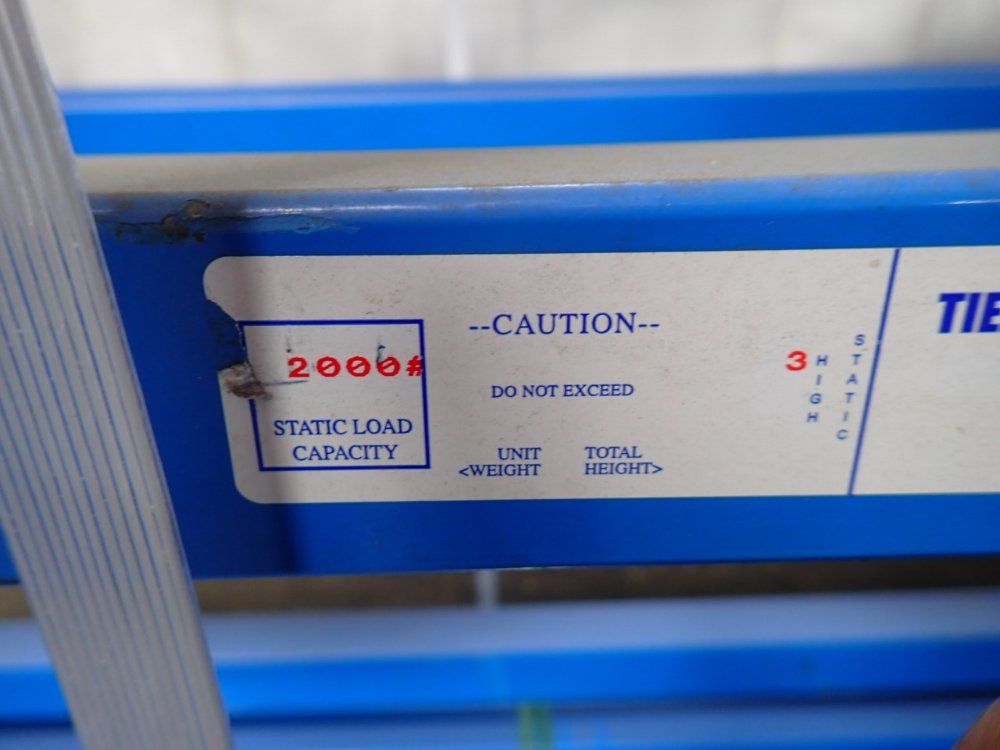 2000#
STATIC LOAD
CAPACITY
--CAUTION--
DO NOT EXCEED
UNIT TOTAL
<WEIGHT HEIGHT>
3
HIGH
STATIC
TIE